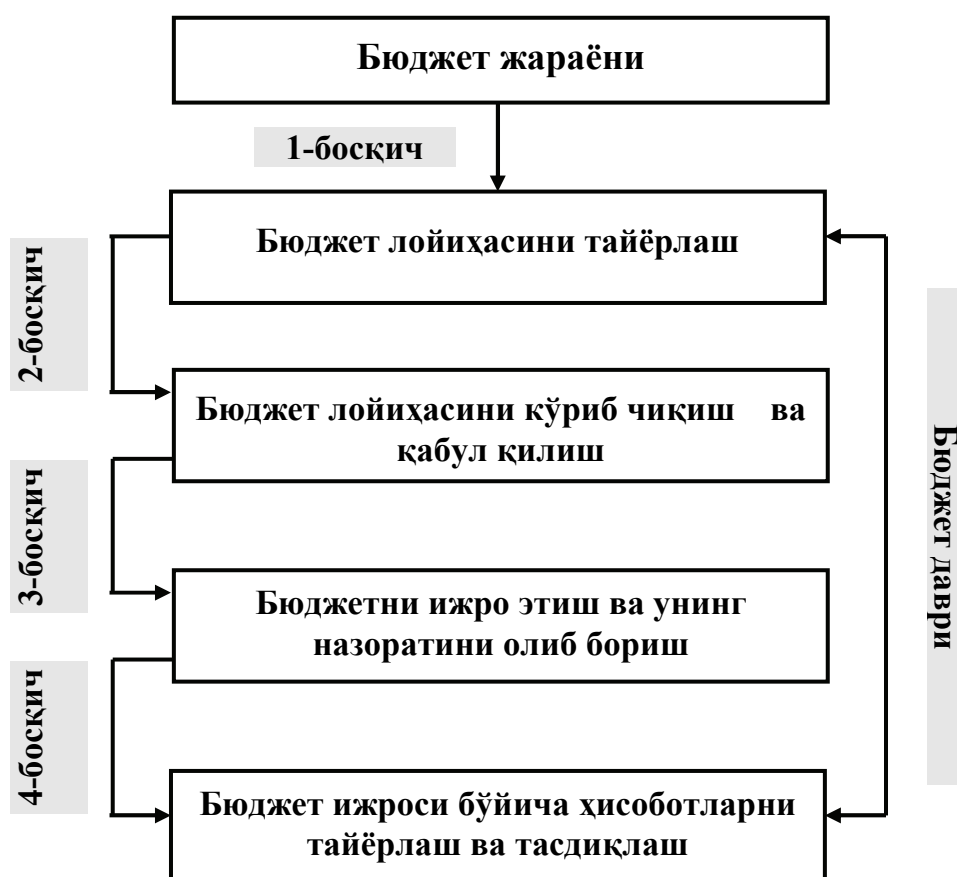 Бюджет жараёни
1-босқич
Бюджет лойиҳасини тайёрлаш
2-босқич
Бюджет лойиҳасини кўриб чиқиш ва
қабул қилиш
3-босқич
Бюджетни ижро этиш ва унинг
назоратини олиб бориш
4-босқич
Бюджет ижроси бўйича ҳисоботларни
тайёрлаш ва тасдиқлаш
Бюджет даври